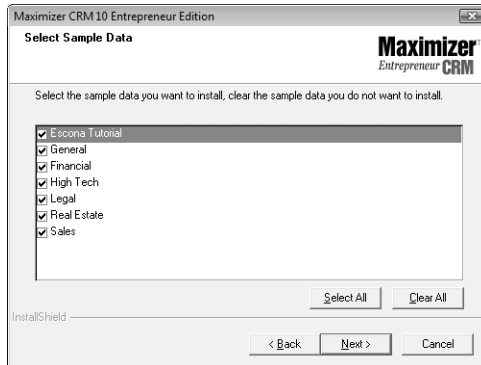 Maximizer CRM 10 Entrepreneur Edition
Select Sample Data
Maximizer
Entrepreneur CRM
Select the sample data you want to install, clear the sample data you do not want to install.
Escona Tutorial
General
Financial
High Tech
Legal
Real Estate
Sales
Select All Clear All
InstallShield
< Back Next > Cancel